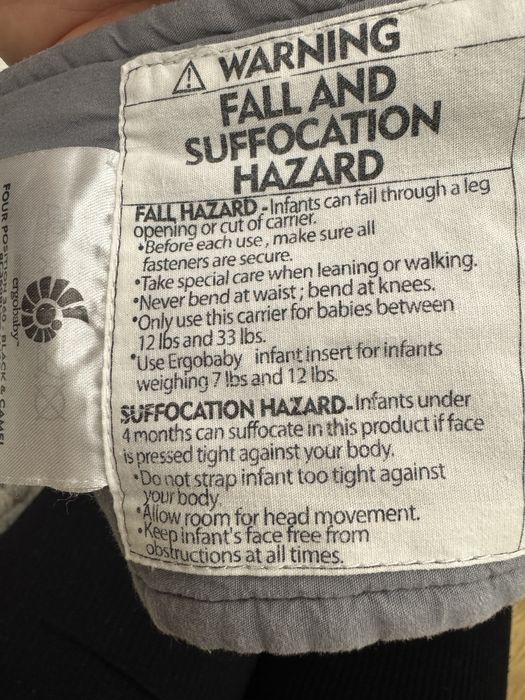 ⚠ WARNING
FALL AND
SUFFOCATION
HAZARD
FALL HAZARD - Infants can fall through a leg
opening or out of carrier.
•Before each use, make sure all
fasteners are secure.
•Take special care when leaning or walking.
•Never bend at waist; bend at knees.
•Only use this carrier for babies between
12 lbs and 33 lbs.
•Use Ergobaby infant insert for infants
weighing 7 lbs and 12 lbs.
SUFFOCATION HAZARD- Infants under
4 months can suffocate in this product if face
is pressed tight against your body.
•Do not strap infant too tight against
your body.
•Allow room for head movement.
•Keep infant's face free from
obstructions at all times.
ergobaby
FOUR POSITION
BLACK & CAMEL